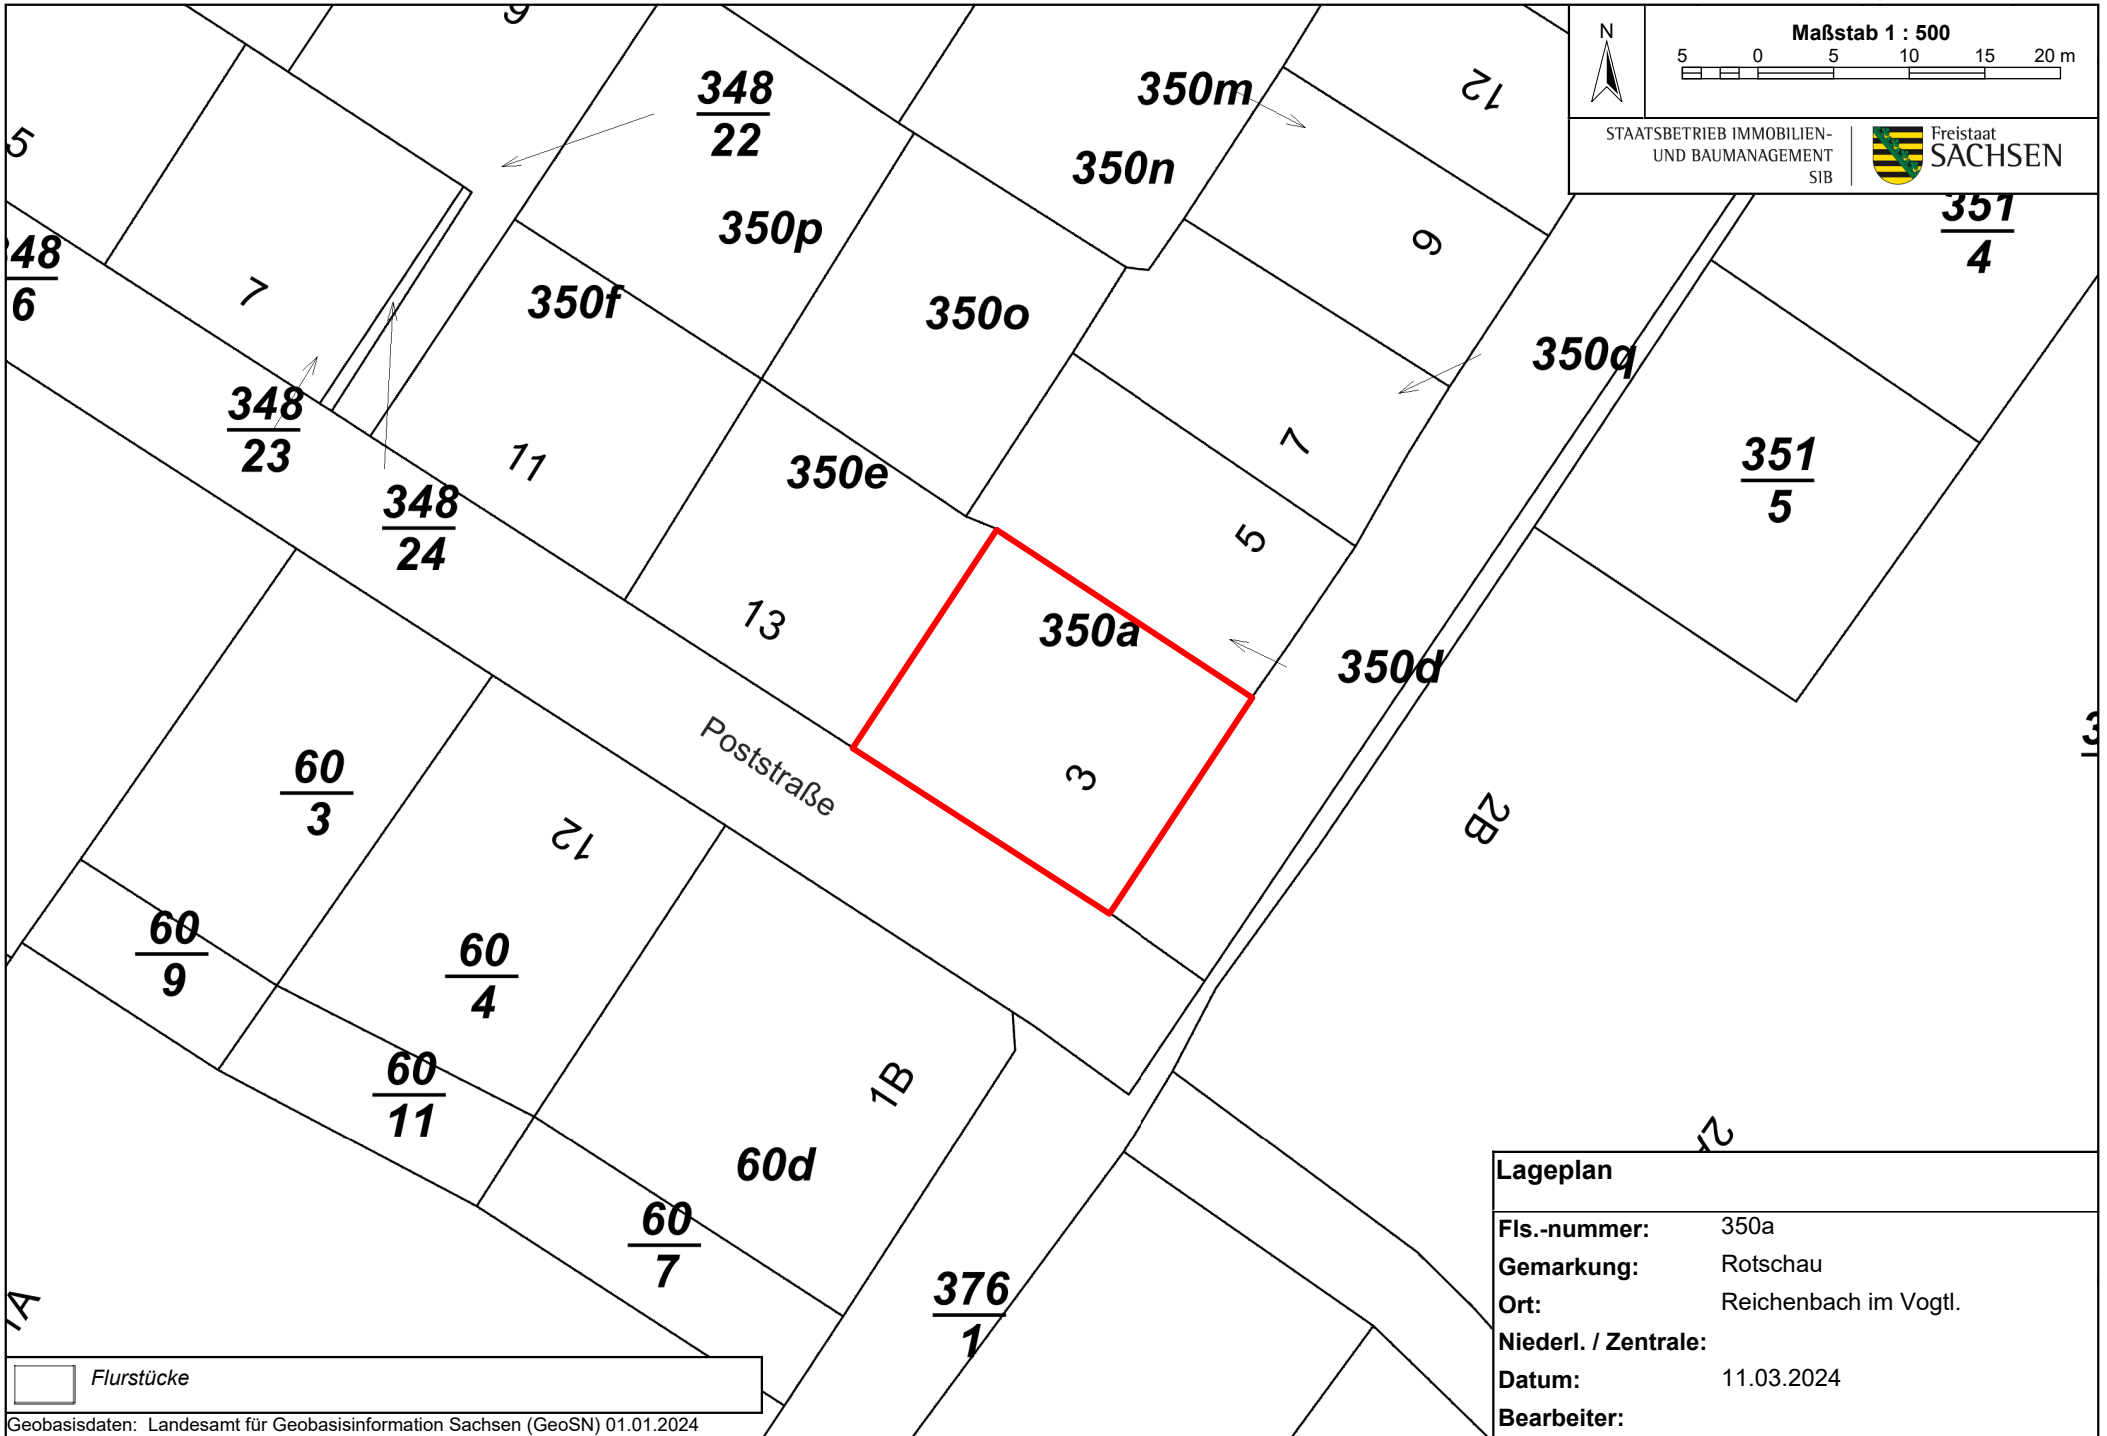 N
Maßstab 1 : 500
5 0 5 10 15 20 m
STAATSBETRIEB IMMOBILIEN-
UND BAUMANAGEMENT
SIB
Freistaat
SACHSEN
348
22
350m
12
350n
5
350p
9
351
4
48
6
7
350f
350o
350q
348
23
11
350e
7
351
5
348
24
5
13
350a
350d
Poststraße
3
60
3
12
2B
60
9
60
4
60
11
1B
60d
60
7
376
1
Lageplan
Fls.-nummer: 350a
Gemarkung: Rotschau
Ort: Reichenbach im Vogtl.
Niederl. / Zentrale:
Datum: 11.03.2024
Bearbeiter:
Flurstücke
Geobasisdaten: Landesamt für Geobasisinformation Sachsen (GeoSN) 01.01.2024